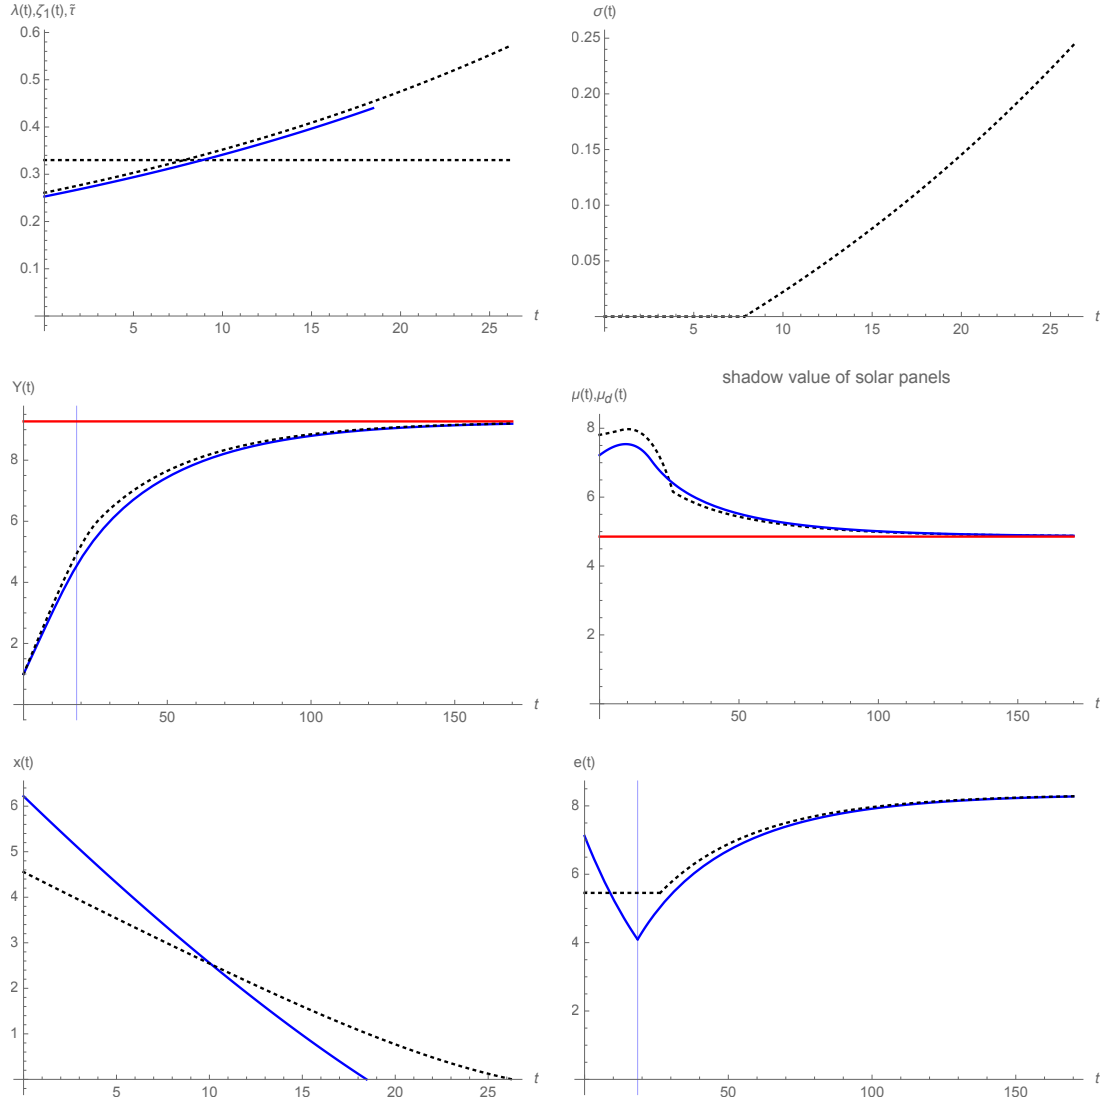 λ(t),ζ₁(t),τ̃
0.6
0.5
0.4
0.3
0.2
0.1
5 10 15 20 25 t
σ(t)
0.25
0.20
0.15
0.10
0.05
5 10 15 20 25 t
Y(t)
8
6
4
2
50 100 150 t
shadow value of solar panels
μ(t),μ_d(t)
8
6
4
2
50 100 150 t
x(t)
6
5
4
3
2
1
5 10 15 20 25 t
e(t)
8
6
4
2
50 100 150 t